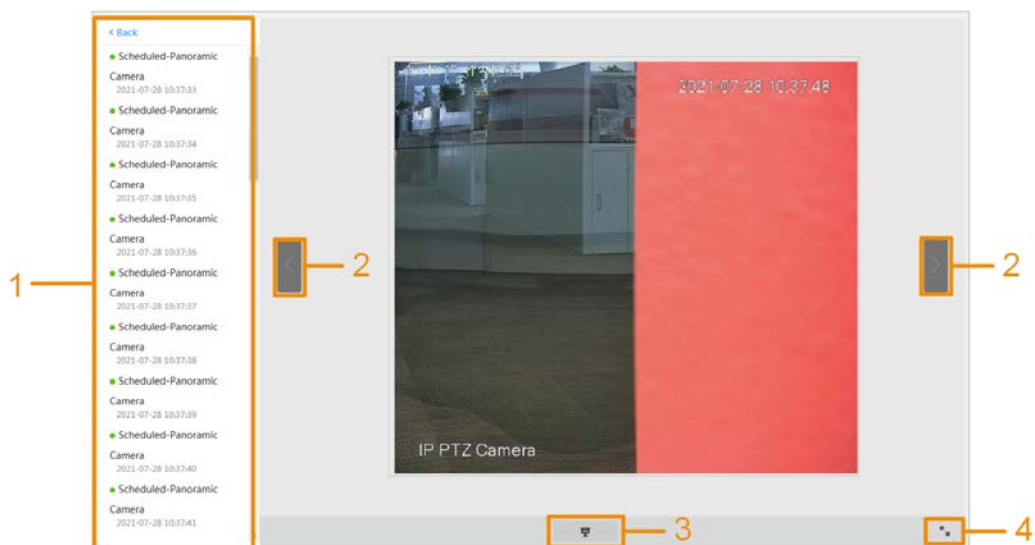 < Back
Scheduled-Panoramic
Camera
2021-07-28 10:37:33
Scheduled-Panoramic
Camera
2021-07-28 10:37:34
Scheduled-Panoramic
Camera
2021-07-28 10:37:35
Scheduled-Panoramic
Camera
2021-07-28 10:37:36
Scheduled-Panoramic
Camera
2021-07-28 10:37:37
Scheduled-Panoramic
Camera
2021-07-28 10:37:38
Scheduled-Panoramic
Camera
2021-07-28 10:37:39
Scheduled-Panoramic
Camera
2021-07-28 10:37:40
Scheduled-Panoramic
Camera
2021-07-28 10:37:41
1
2
2021-07-28 10:37:48
IP PTZ Camera
2
3
4